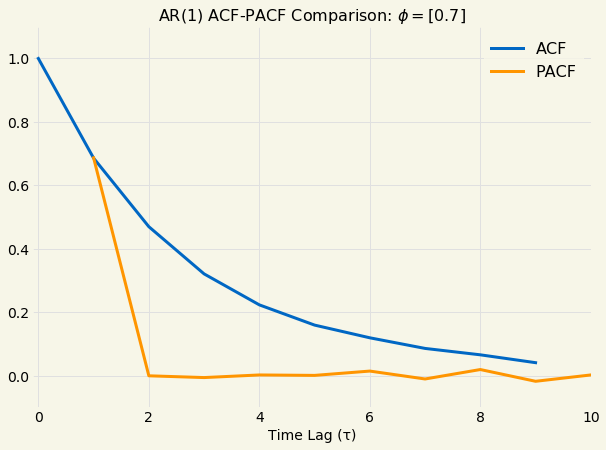 AR(1) ACF-PACF Comparison: ϕ = [0.7]
ACF
PACF
1.0
0.8
0.6
0.4
0.2
0.0
0 2 4 6 8 10
Time Lag (τ)